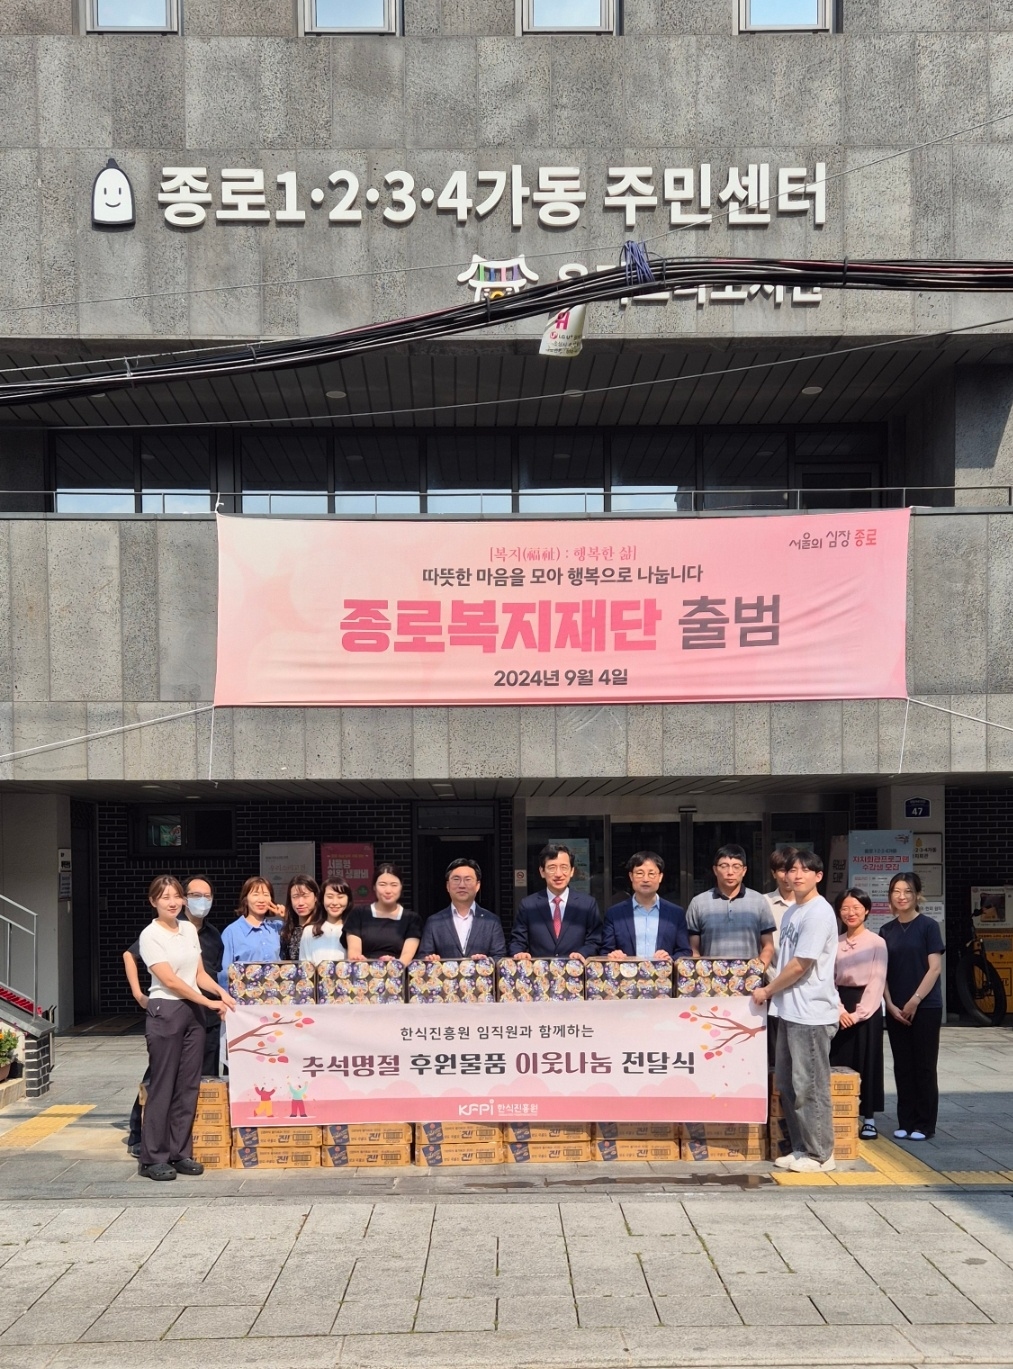 종로1·2·3·4가동 주민센터
|복지(福祉) : 행복한 삶|
서울의 심장 종로
따뜻한 마음을 모아 행복으로 나눕니다
종로복지재단 출범
2024년 9월 4일
47
한식진흥원 임직원과 함께하는
추석명절 후원물품 이웃나눔 전달식
KFPi 한식진흥원